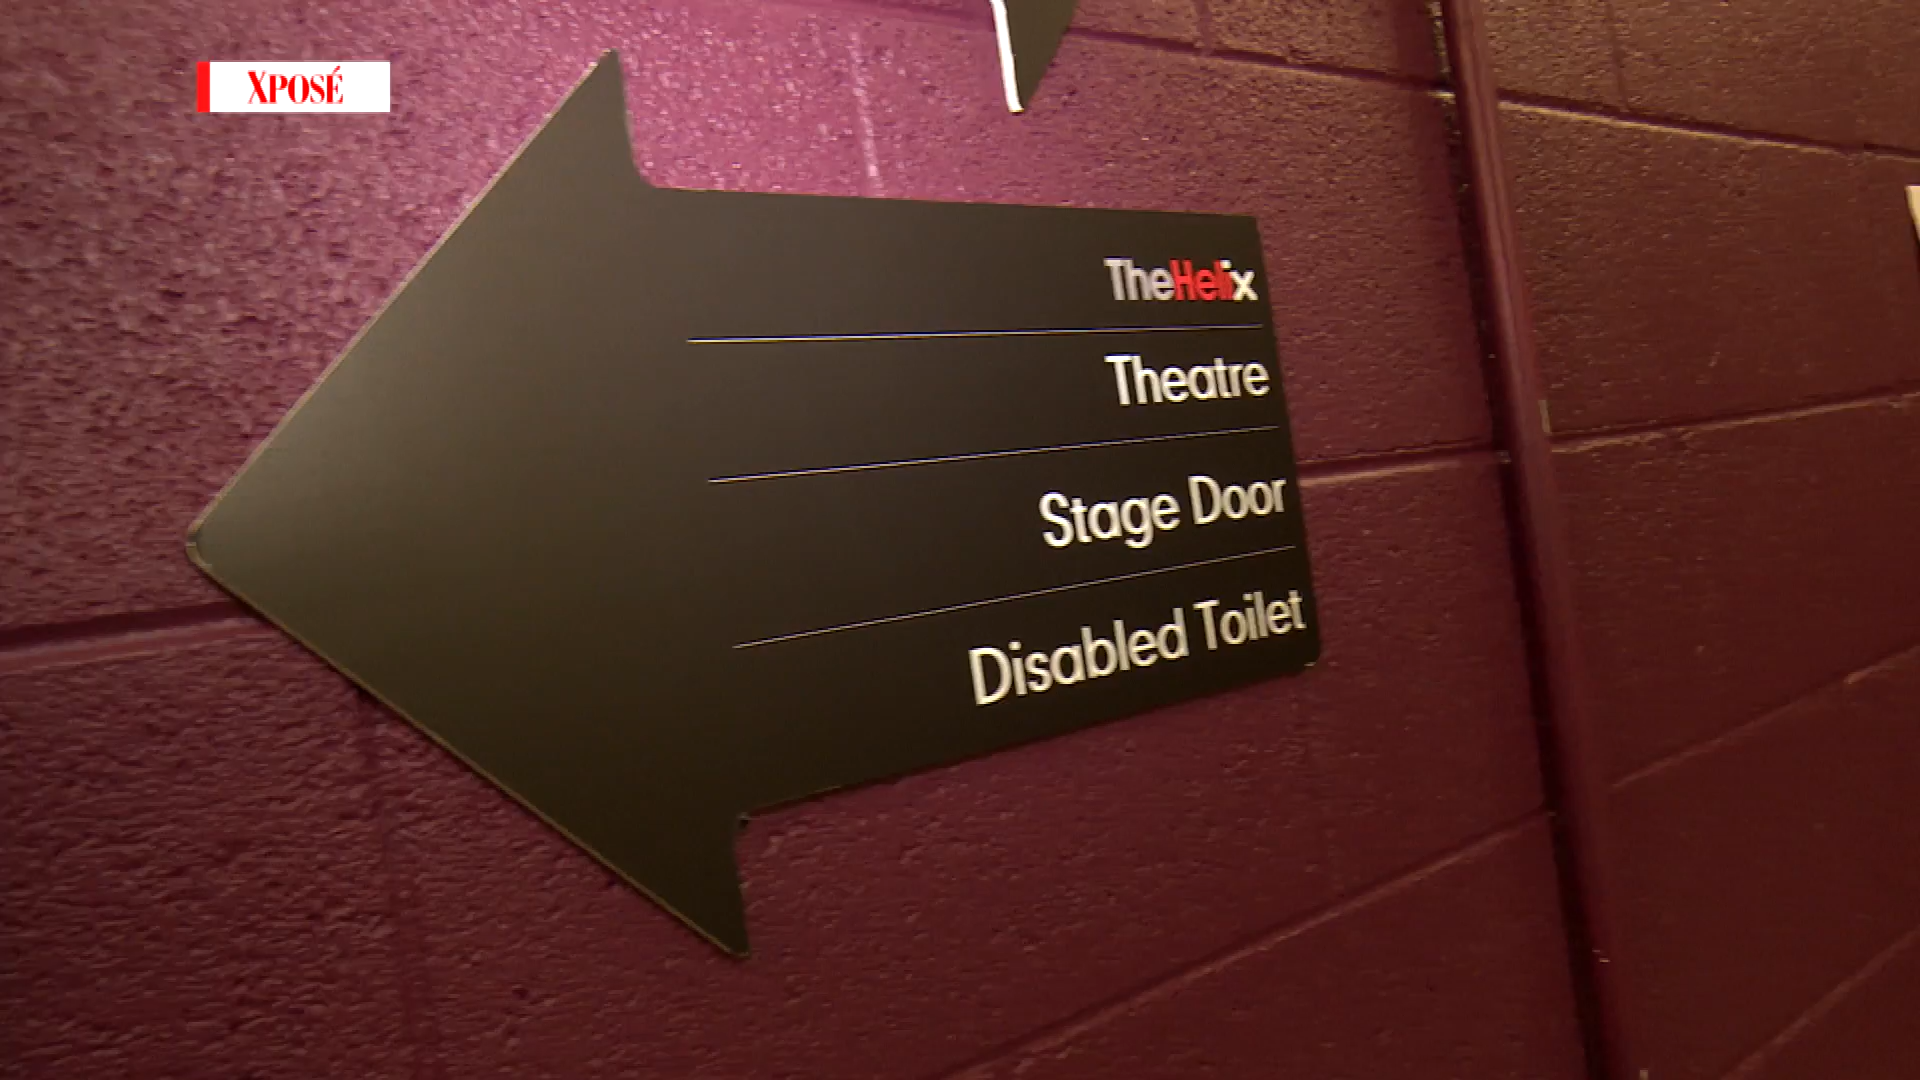 XPOSÉ
TheHelix
Theatre
Stage Door
Disabled Toilet